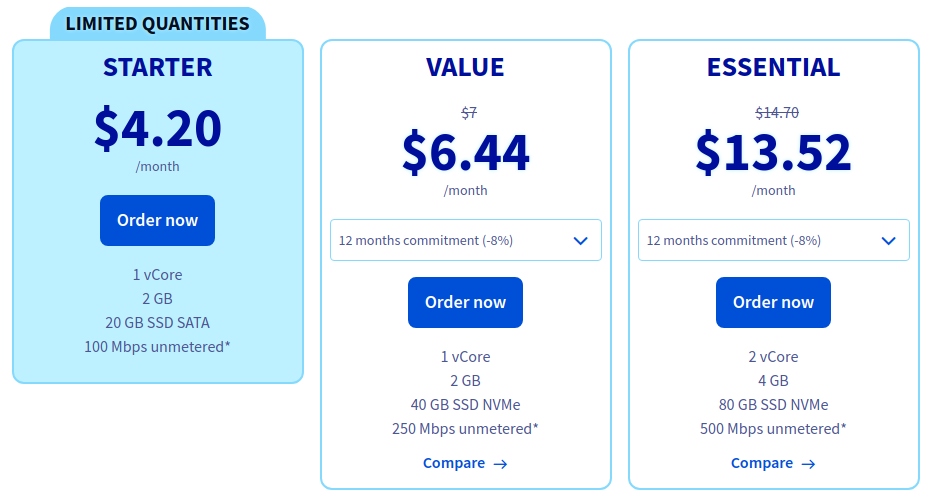 LIMITED QUANTITIES
STARTER
$4.20
/month
Order now
1 vCore
2 GB
20 GB SSD SATA
100 Mbps unmetered*
VALUE
$7
$6.44
/month
12 months commitment (-8%)
Order now
1 vCore
2 GB
40 GB SSD NVMe
250 Mbps unmetered*
Compare →
ESSENTIAL
$14.70
$13.52
/month
12 months commitment (-8%)
Order now
2 vCore
4 GB
80 GB SSD NVMe
500 Mbps unmetered*
Compare →